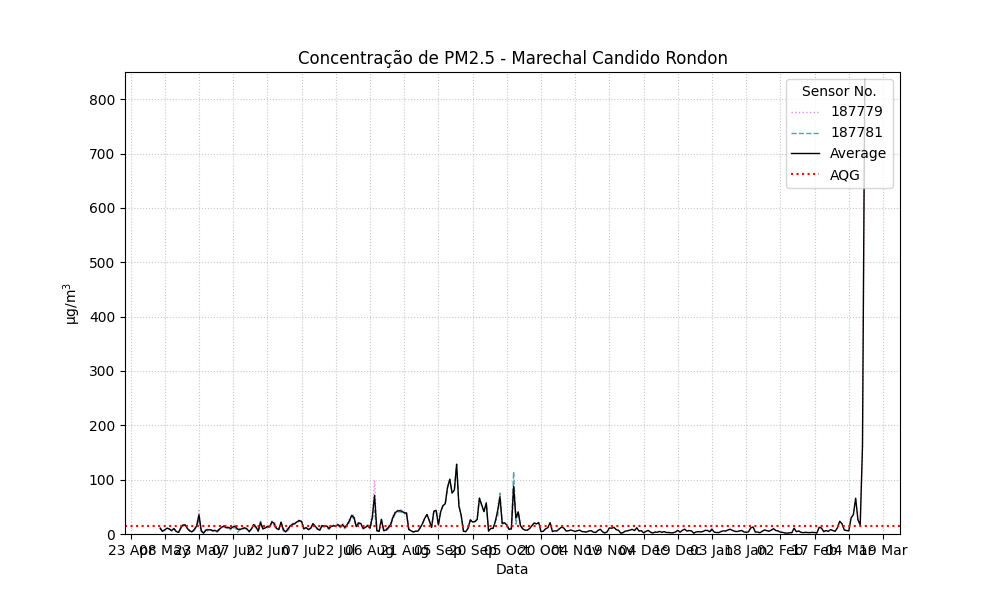 Concentração de PM2.5 - Marechal Candido Rondon
Sensor No.
187779
187781
Average
AQG
800
700
600
500
400
300
200
100
0
µg/m³
23 Apr 08 May 23 May 07 Jun 22 Jun 07 Jul 22 Jul 06 Aug 21 Aug 05 Sep 20 Sep 05 Oct 20 Oct 04 Nov 19 Nov 04 Dec 19 Dec 03 Jan 18 Jan 02 Feb 17 Feb 04 Mar 19 Mar
Data